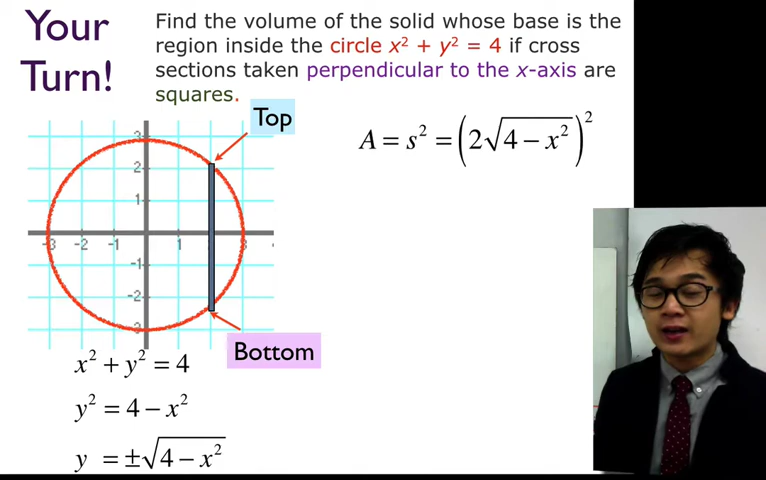 Your
Turn!
Find the volume of the solid whose base is the
region inside the circle x² + y² = 4 if cross
sections taken perpendicular to the x-axis are
squares.
Top
A = s² = (2√(4 − x²))²
3
2
1
-3 -2 -1 1 3
-1
-2
Bottom
x² + y² = 4
y² = 4 − x²
y = ±√(4 − x²)